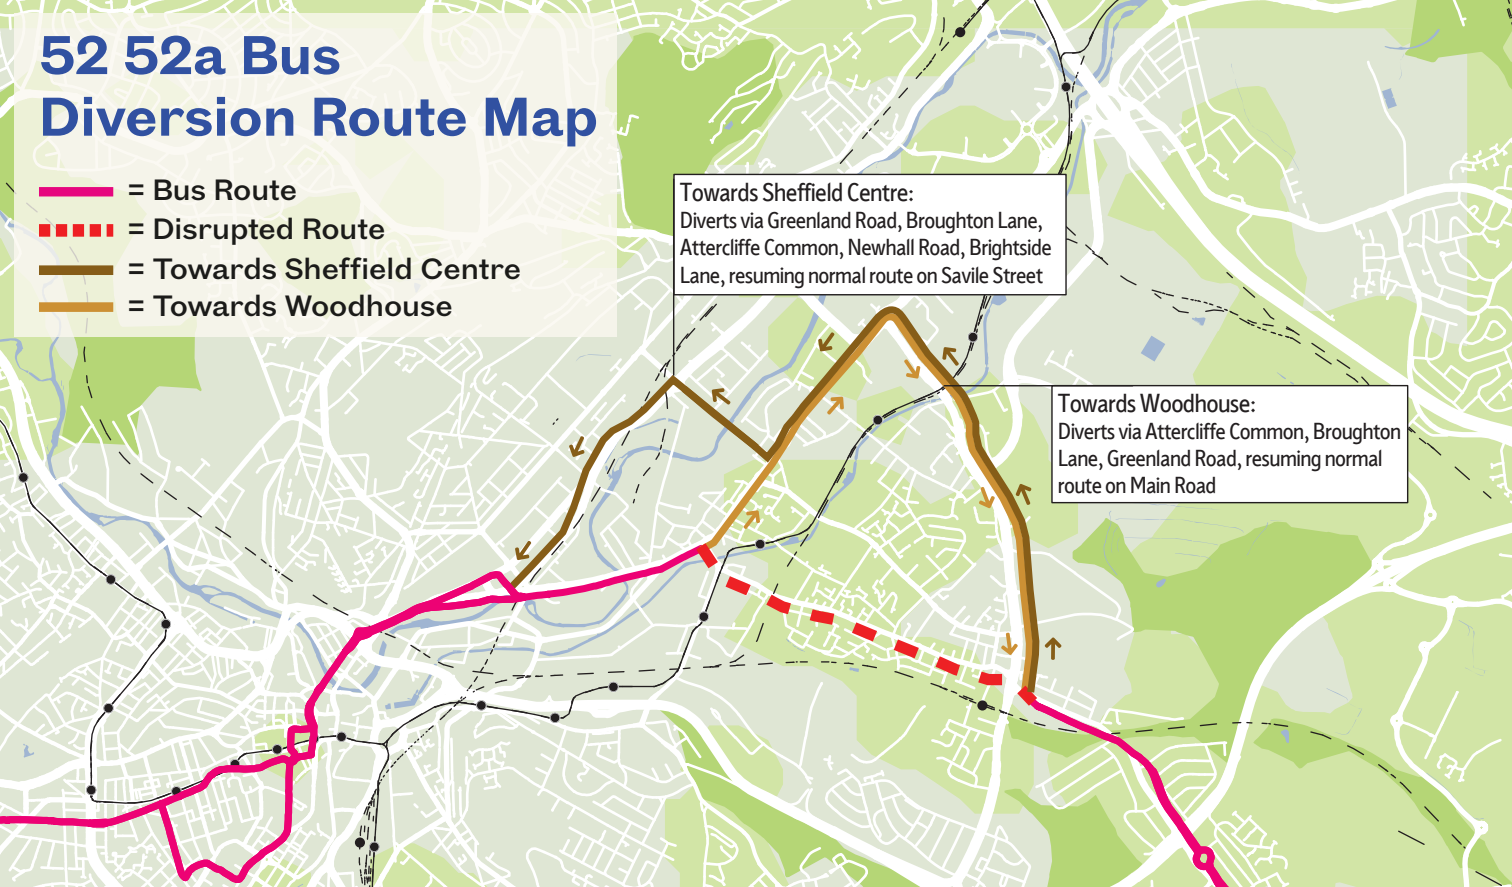 52 52a Bus
Diversion Route Map
= Bus Route
= Disrupted Route
= Towards Sheffield Centre
= Towards Woodhouse
Towards Sheffield Centre:
Diverts via Greenland Road, Broughton Lane,
Attercliffe Common, Newhall Road, Brightside
Lane, resuming normal route on Savile Street
Towards Woodhouse:
Diverts via Attercliffe Common, Broughton
Lane, Greenland Road, resuming normal
route on Main Road